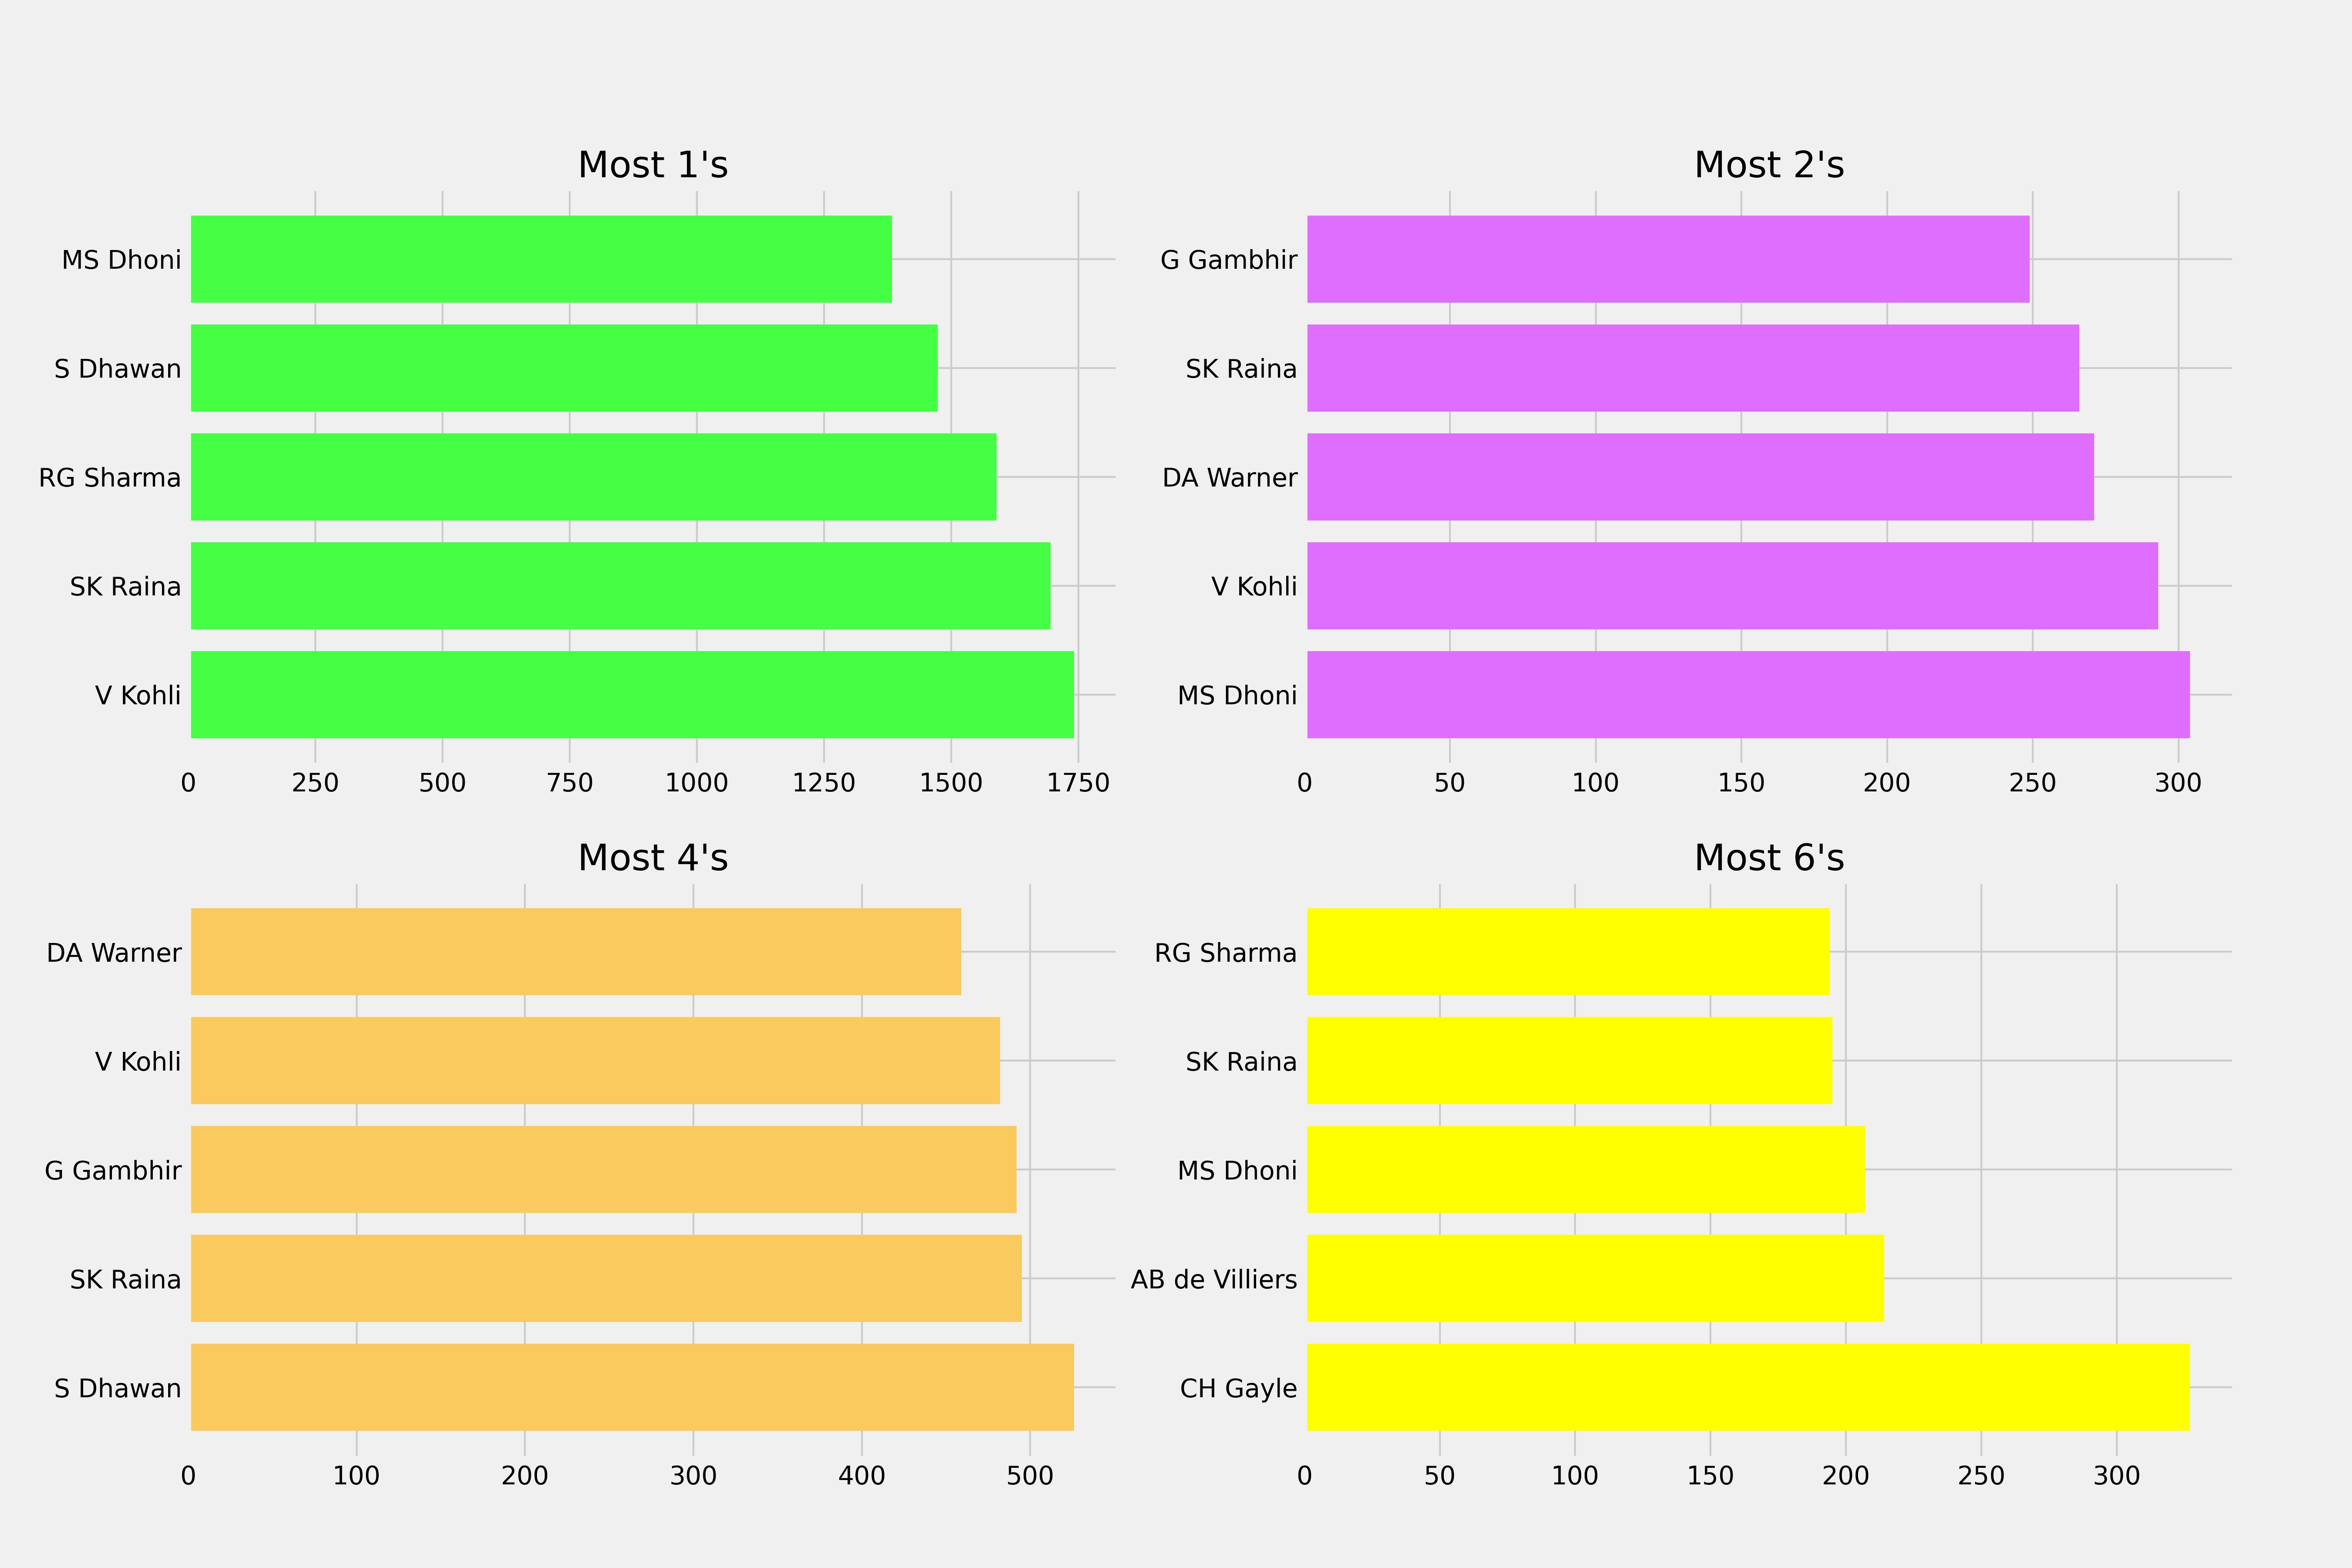 Most 1's
MS Dhoni
S Dhawan
RG Sharma
SK Raina
V Kohli
0 250 500 750 1000 1250 1500 1750
Most 2's
G Gambhir
SK Raina
DA Warner
V Kohli
MS Dhoni
0 50 100 150 200 250 300
Most 4's
DA Warner
V Kohli
G Gambhir
SK Raina
S Dhawan
0 100 200 300 400 500
Most 6's
RG Sharma
SK Raina
MS Dhoni
AB de Villiers
CH Gayle
0 50 100 150 200 250 300